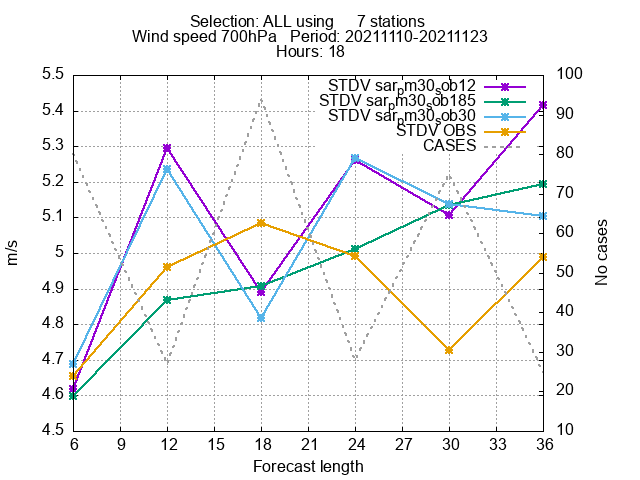 Selection: ALL using 7 stations
Wind speed 700hPa Period: 20211110-20211123
Hours: 18
STDV sarpm30sob12
STDV sarpm30sob185
STDV sarpm30sob30
STDV OBS
CASES
5.5
5.4
5.3
5.2
5.1
5
4.9
4.8
4.7
4.6
4.5
m/s
100
90
80
70
60
50
40
30
20
10
No cases
6 9 12 15 18 21 24 27 30 33 36
Forecast length